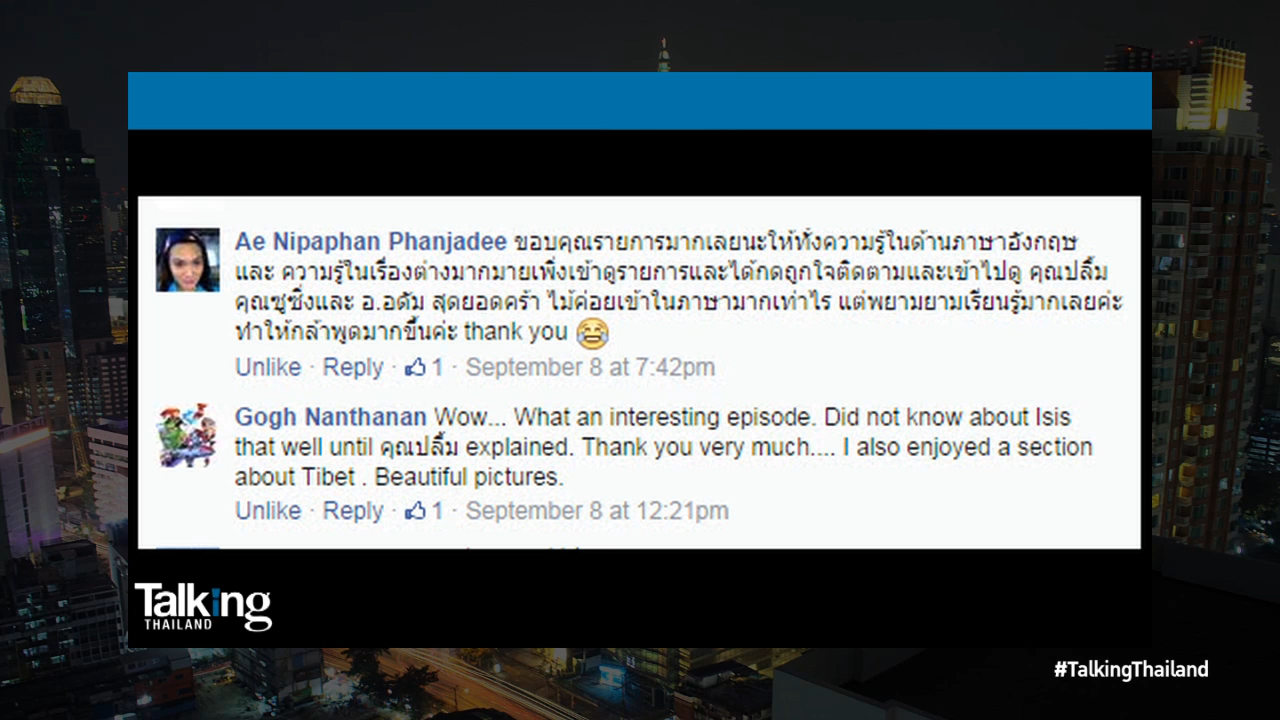 Ae Nipaphan Phanjadee ขอบคุณรายการมากเลยนะให้ทั้งความรู้ในด้านภาษาอังกฤษ
และ ความรู้ในเรื่องต่างมากมายเพิ่งเข้าดูรายการและได้กดถูกใจติดตามและเข้าไปดู คุณปลื้ม
คุณซูซี่งและ อ.อดัม สุดยอดคร้า ไม้ค่อยเข้าในภาษามากเท่าไร แต่พยามยามเรียนรู้มากเลยค่ะ
ทำให้กล้าพูดมากขึ้นค่ะ thank you 😂
Unlike · Reply · 1 · September 8 at 7:42pm
Gogh Nanthanan Wow... What an interesting episode. Did not know about Isis
that well until คุณปลื้ม explained. Thank you very much.... I also enjoyed a section
about Tibet . Beautiful pictures.
Unlike · Reply · 1 · September 8 at 12:21pm
Talking
THAILAND
#TalkingThailand